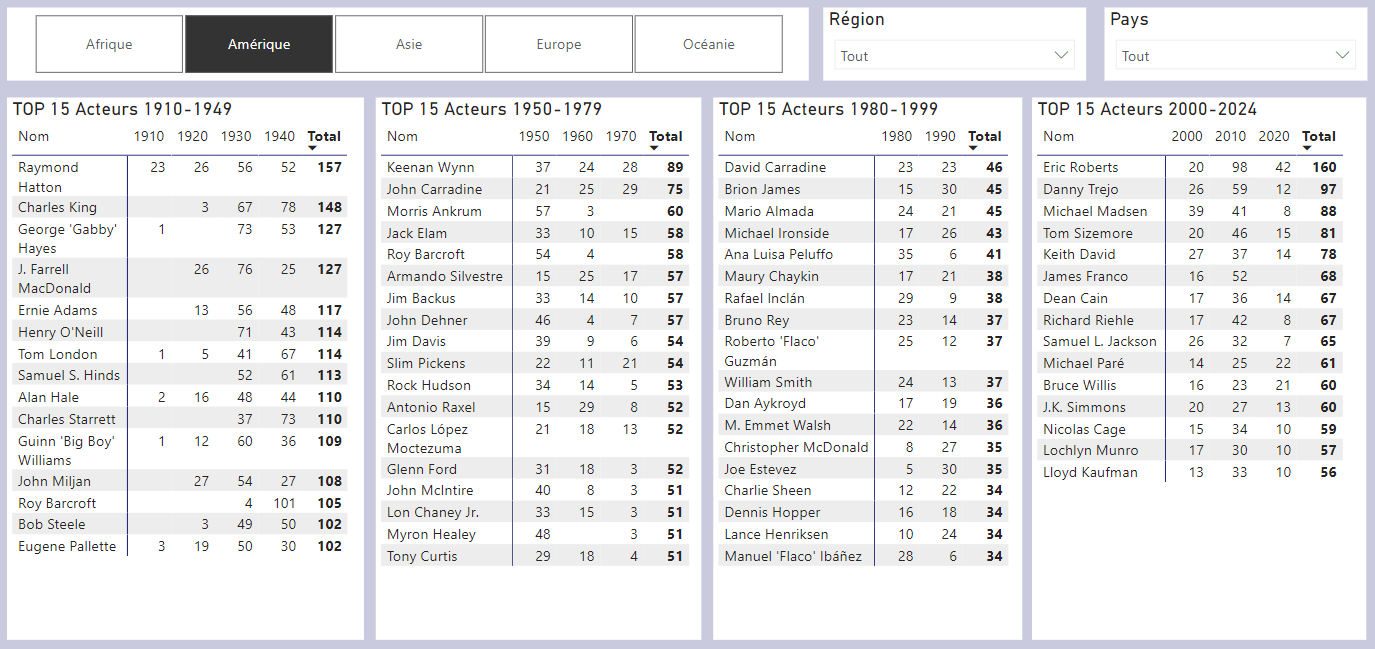 Afrique Amérique Asie Europe Océanie
Région
Tout
Pays
Tout
TOP 15 Acteurs 1910-1949
Nom 1910 1920 1930 1940 Total
Raymond Hatton 23 26 56 52 157
Charles King 3 67 78 148
George 'Gabby' Hayes 1 73 53 127
J. Farrell MacDonald 26 76 25 127
Ernie Adams 13 56 48 117
Henry O'Neill 71 43 114
Tom London 1 5 41 67 114
Samuel S. Hinds 52 61 113
Alan Hale 2 16 48 44 110
Charles Starrett 37 73 110
Guinn 'Big Boy' Williams 1 12 60 36 109
John Miljan 27 54 27 108
Roy Barcroft 4 101 105
Bob Steele 3 49 50 102
Eugene Pallette 3 19 50 30 102
TOP 15 Acteurs 1950-1979
Nom 1950 1960 1970 Total
Keenan Wynn 37 24 28 89
John Carradine 21 25 29 75
Morris Ankrum 57 3 60
Jack Elam 33 10 15 58
Roy Barcroft 54 4 58
Armando Silvestre 15 25 17 57
Jim Backus 33 14 10 57
John Dehner 46 4 7 57
Jim Davis 39 9 6 54
Slim Pickens 22 11 21 54
Rock Hudson 34 14 5 53
Antonio Raxel 15 29 8 52
Carlos López Moctezuma 21 18 13 52
Glenn Ford 31 18 3 52
John McIntire 40 8 3 51
Lon Chaney Jr. 33 15 3 51
Myron Healey 48 3 51
Tony Curtis 29 18 4 51
TOP 15 Acteurs 1980-1999
Nom 1980 1990 Total
David Carradine 23 23 46
Brion James 15 30 45
Mario Almada 24 21 45
Michael Ironside 17 26 43
Ana Luisa Peluffo 35 6 41
Maury Chaykin 17 21 38
Rafael Inclán 29 9 38
Bruno Rey 23 14 37
Roberto 'Flaco' Guzmán 25 12 37
William Smith 24 13 37
Dan Aykroyd 17 19 36
M. Emmet Walsh 22 14 36
Christopher McDonald 8 27 35
Joe Estevez 5 30 35
Charlie Sheen 12 22 34
Dennis Hopper 16 18 34
Lance Henriksen 10 24 34
Manuel 'Flaco' Ibáñez 28 6 34
TOP 15 Acteurs 2000-2024
Nom 2000 2010 2020 Total
Eric Roberts 20 98 42 160
Danny Trejo 26 59 12 97
Michael Madsen 39 41 8 88
Tom Sizemore 20 46 15 81
Keith David 27 37 14 78
James Franco 16 52 68
Dean Cain 17 36 14 67
Richard Riehle 17 42 8 67
Samuel L. Jackson 26 32 7 65
Michael Paré 14 25 22 61
Bruce Willis 16 23 21 60
J.K. Simmons 20 27 13 60
Nicolas Cage 15 34 10 59
Lochlyn Munro 17 30 10 57
Lloyd Kaufman 13 33 10 56